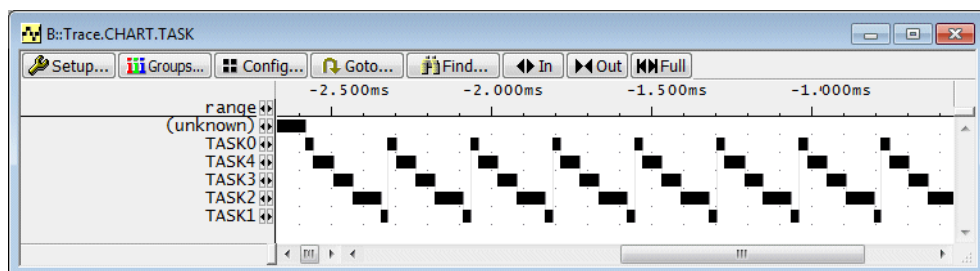 B::Trace.CHART.TASK
Setup... Groups... Config... Goto... Find... In Out Full
-2.500ms -2.000ms -1.500ms -1.000ms
range
(unknown)
TASK0
TASK4
TASK3
TASK2
TASK1